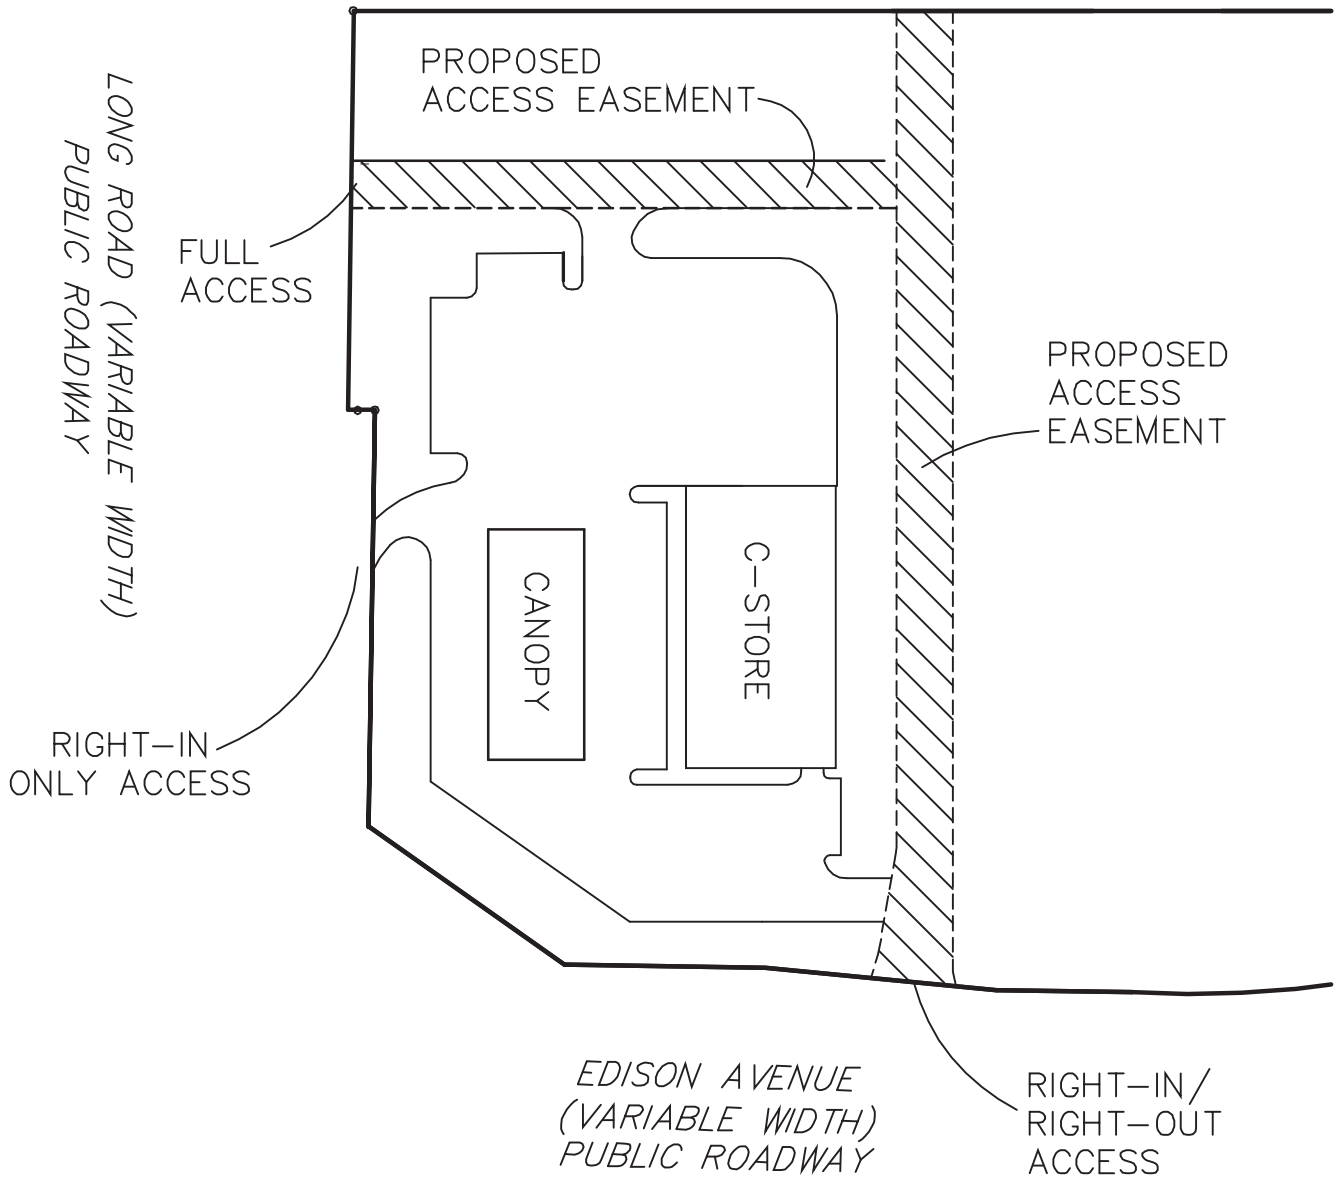 PROPOSED
ACCESS EASEMENT
LONG ROAD (VARIABLE WIDTH)
PUBLIC ROADWAY
FULL
ACCESS
PROPOSED
ACCESS
EASEMENT
C-STORE
CANOPY
RIGHT-IN
ONLY ACCESS
EDISON AVENUE
(VARIABLE WIDTH)
PUBLIC ROADWAY
RIGHT-IN/
RIGHT-OUT
ACCESS